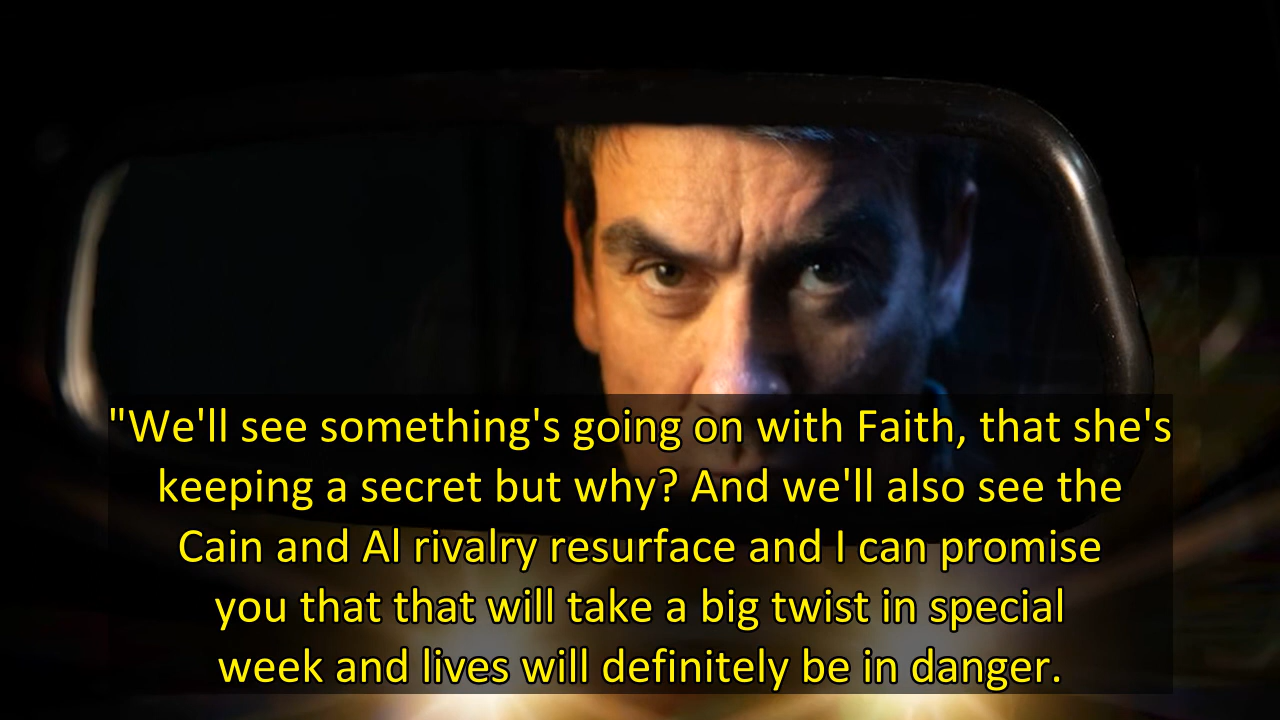 "We'll see something's going on with Faith, that she's
keeping a secret but why? And we'll also see the
Cain and Al rivalry resurface and I can promise
you that that will take a big twist in special
week and lives will definitely be in danger.